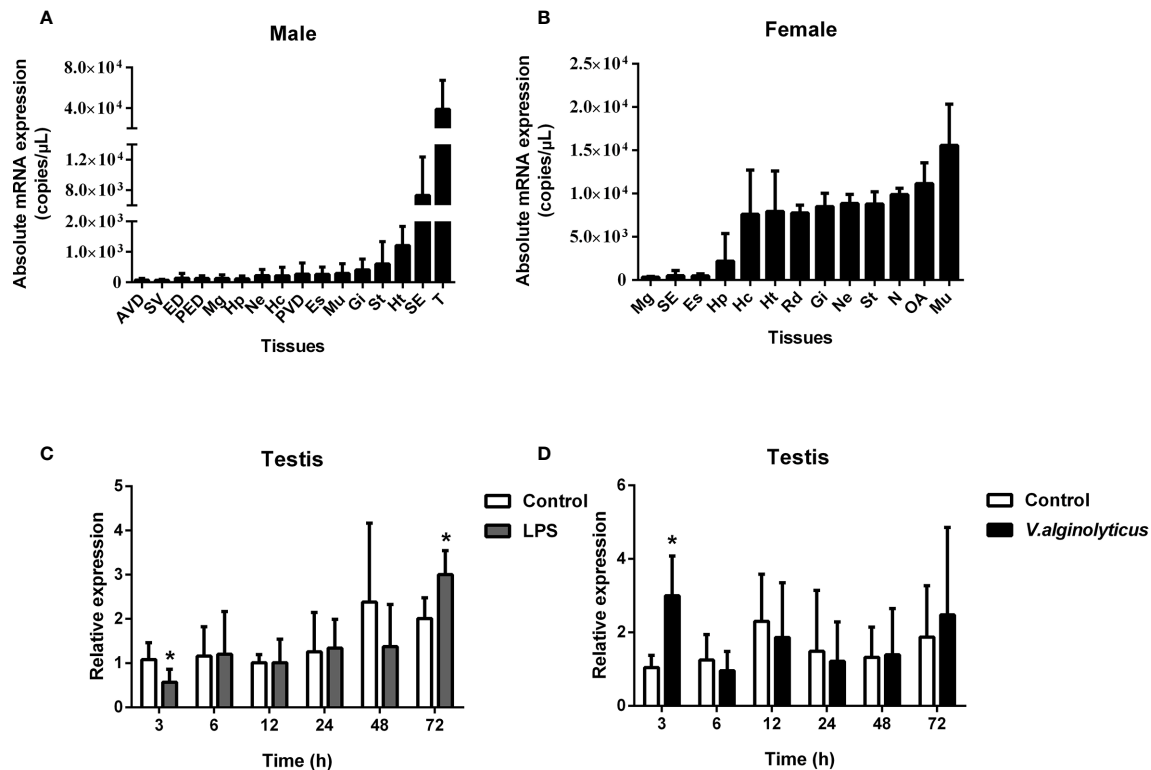 A
Male
Absolute mRNA expression
(copies/μL)
8.0×10⁴
4.0×10⁴
1.2×10⁴
8.0×10³
2.0×10³
1.0×10³
0
AVD SV ED PED Mg Hp Ne Hc PVD Es Mu Gi St Ht SE T
Tissues
B
Female
Absolute mRNA expression
(copies/μL)
2.5×10⁴
2.0×10⁴
1.5×10⁴
1.0×10⁴
5.0×10³
0
Mg SE Es Hp Hc Ht Rd Gi Ne St N OA Mu
Tissues
C
Testis
Relative expression
5
4
3
2
1
0
* *
3 6 12 24 48 72
Time (h)
Control
LPS
D
Testis
Relative expression
6
4
2
0
*
3 6 12 24 48 72
Time (h)
Control
V.alginolyticus